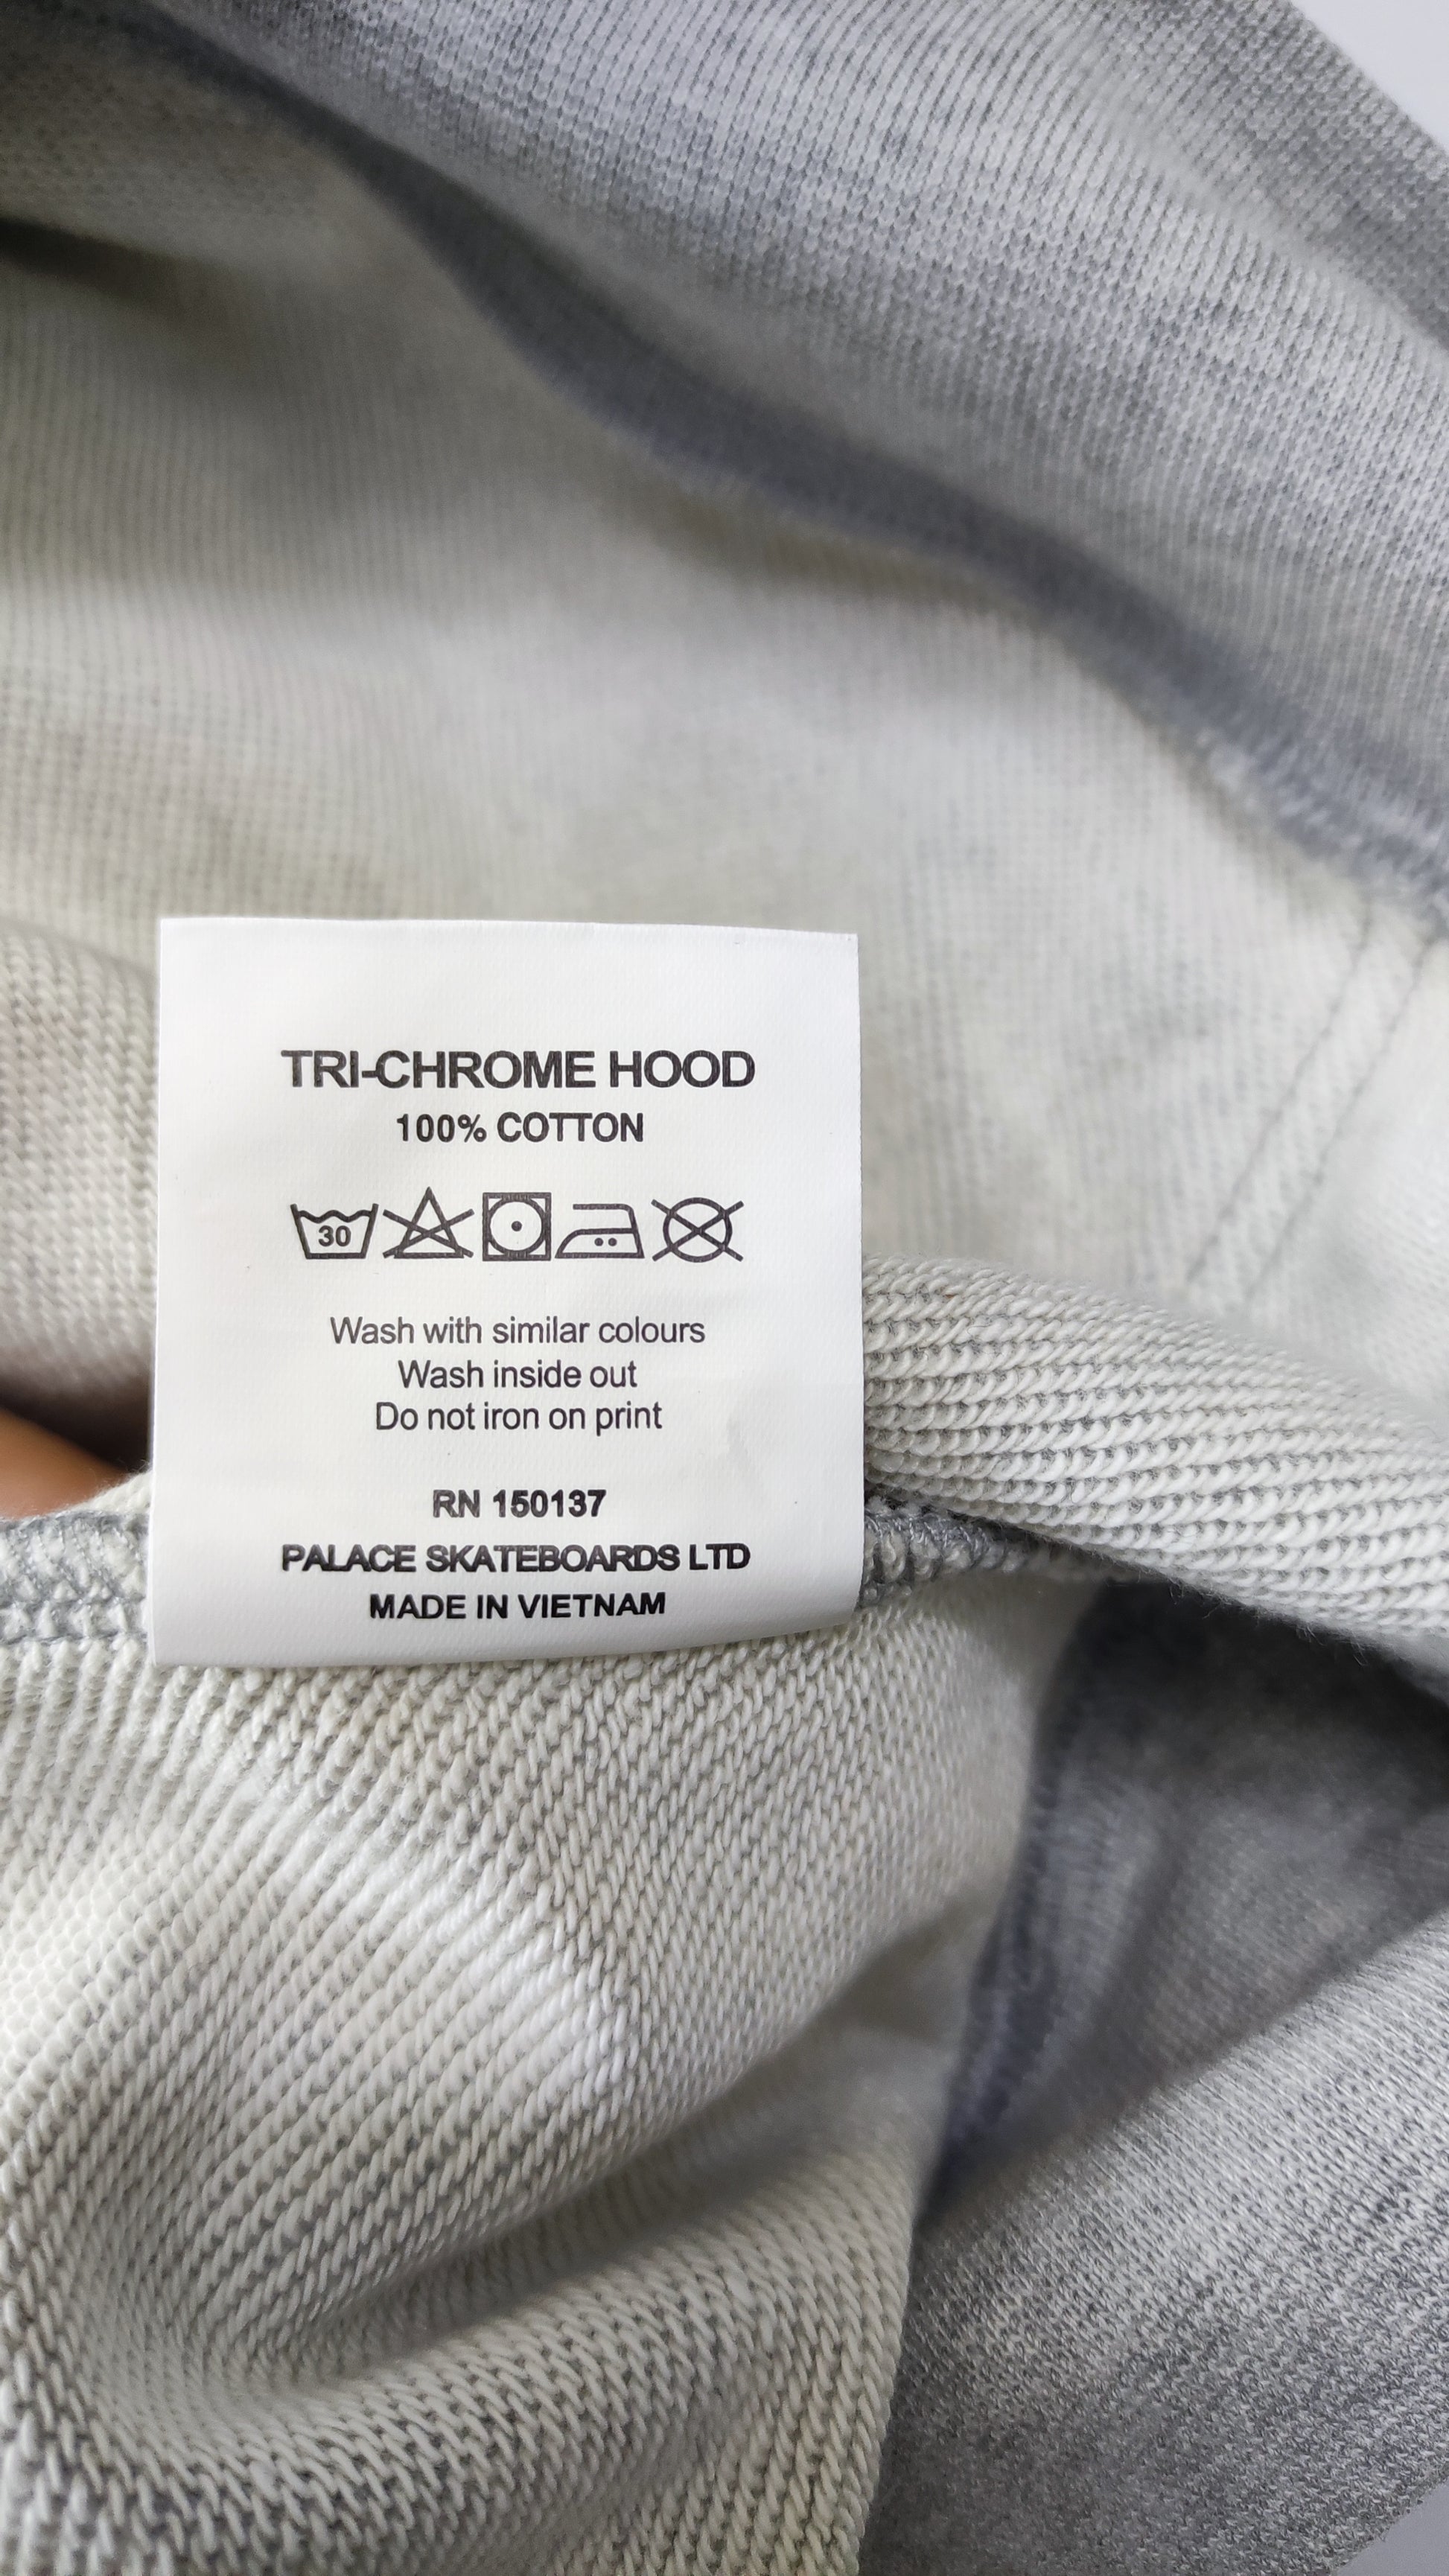 TRI-CHROME HOOD
100% COTTON
30
Wash with similar colours
Wash inside out
Do not iron on print
RN 150137
PALACE SKATEBOARDS LTD
MADE IN VIETNAM